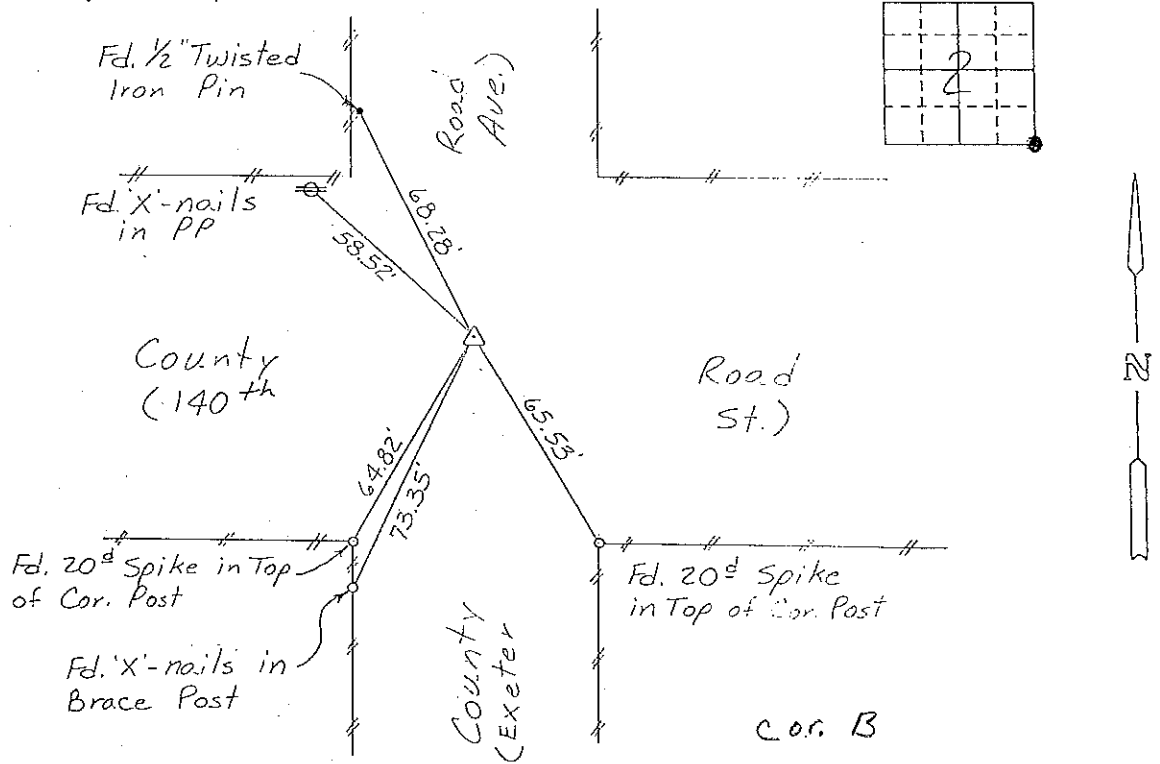 Fd. 1/2" Twisted
Iron Pin
Road
Ave.)
2
Fd. 'X'-nails
in PP
68.28'
58.52'
County
(140th
Road
St.)
N
65.53'
64.82'
73.35'
Fd. 20d Spike in Top
of Cor. Post
Fd. 20d Spike
in Top of Cor. Post
Fd. 'X'-nails in
Brace Post
County
(Exeter
Cor. B